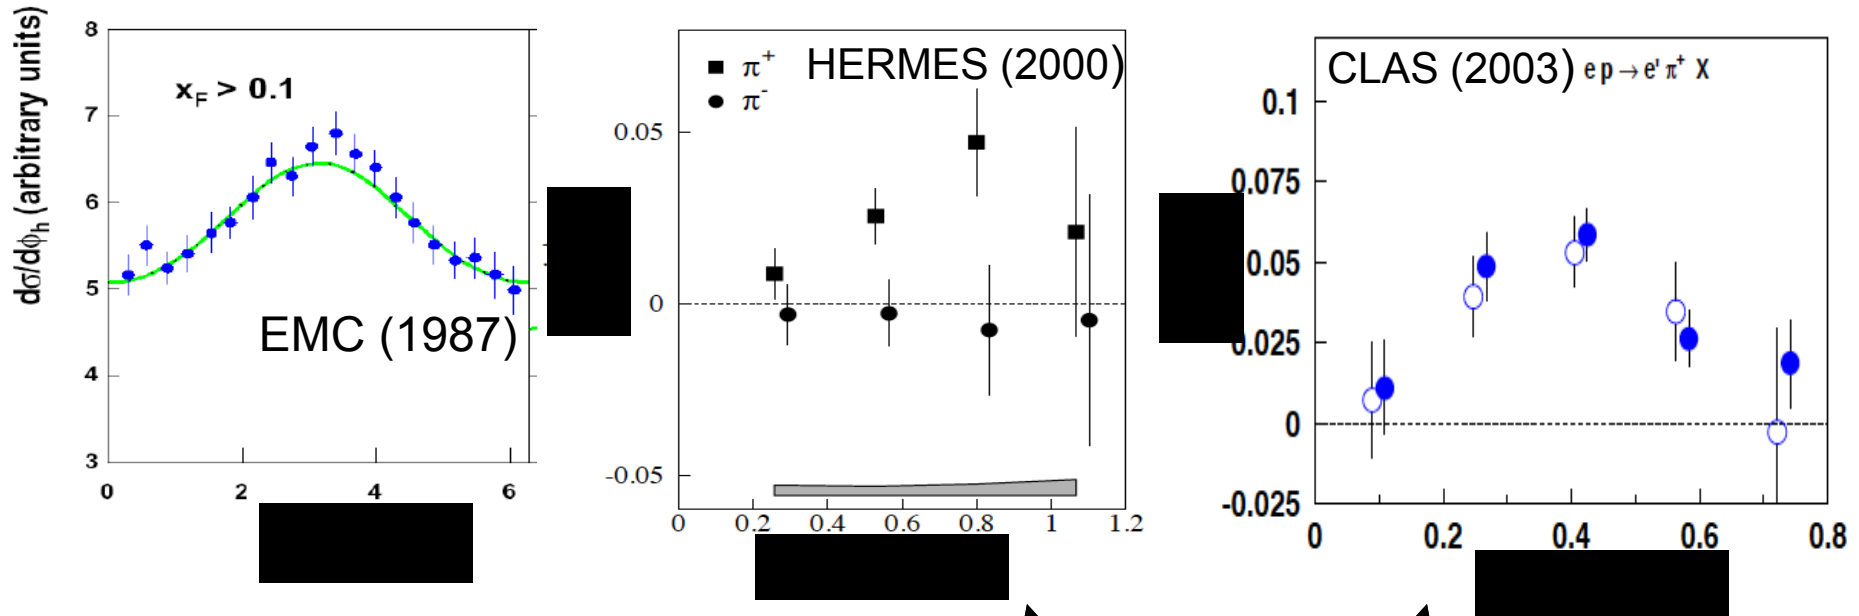 dσ/dϕh (arbitrary units)
8
7
6
5
4
3
xF > 0.1
EMC (1987)
0 2 4 6
π+
π-
HERMES (2000)
0.05
0
-0.05
0 0.2 0.4 0.6 0.8 1 1.2
CLAS (2003) e p → e' π+ X
0.1
0.075
0.05
0.025
0
-0.025
0 0.2 0.4 0.6 0.8